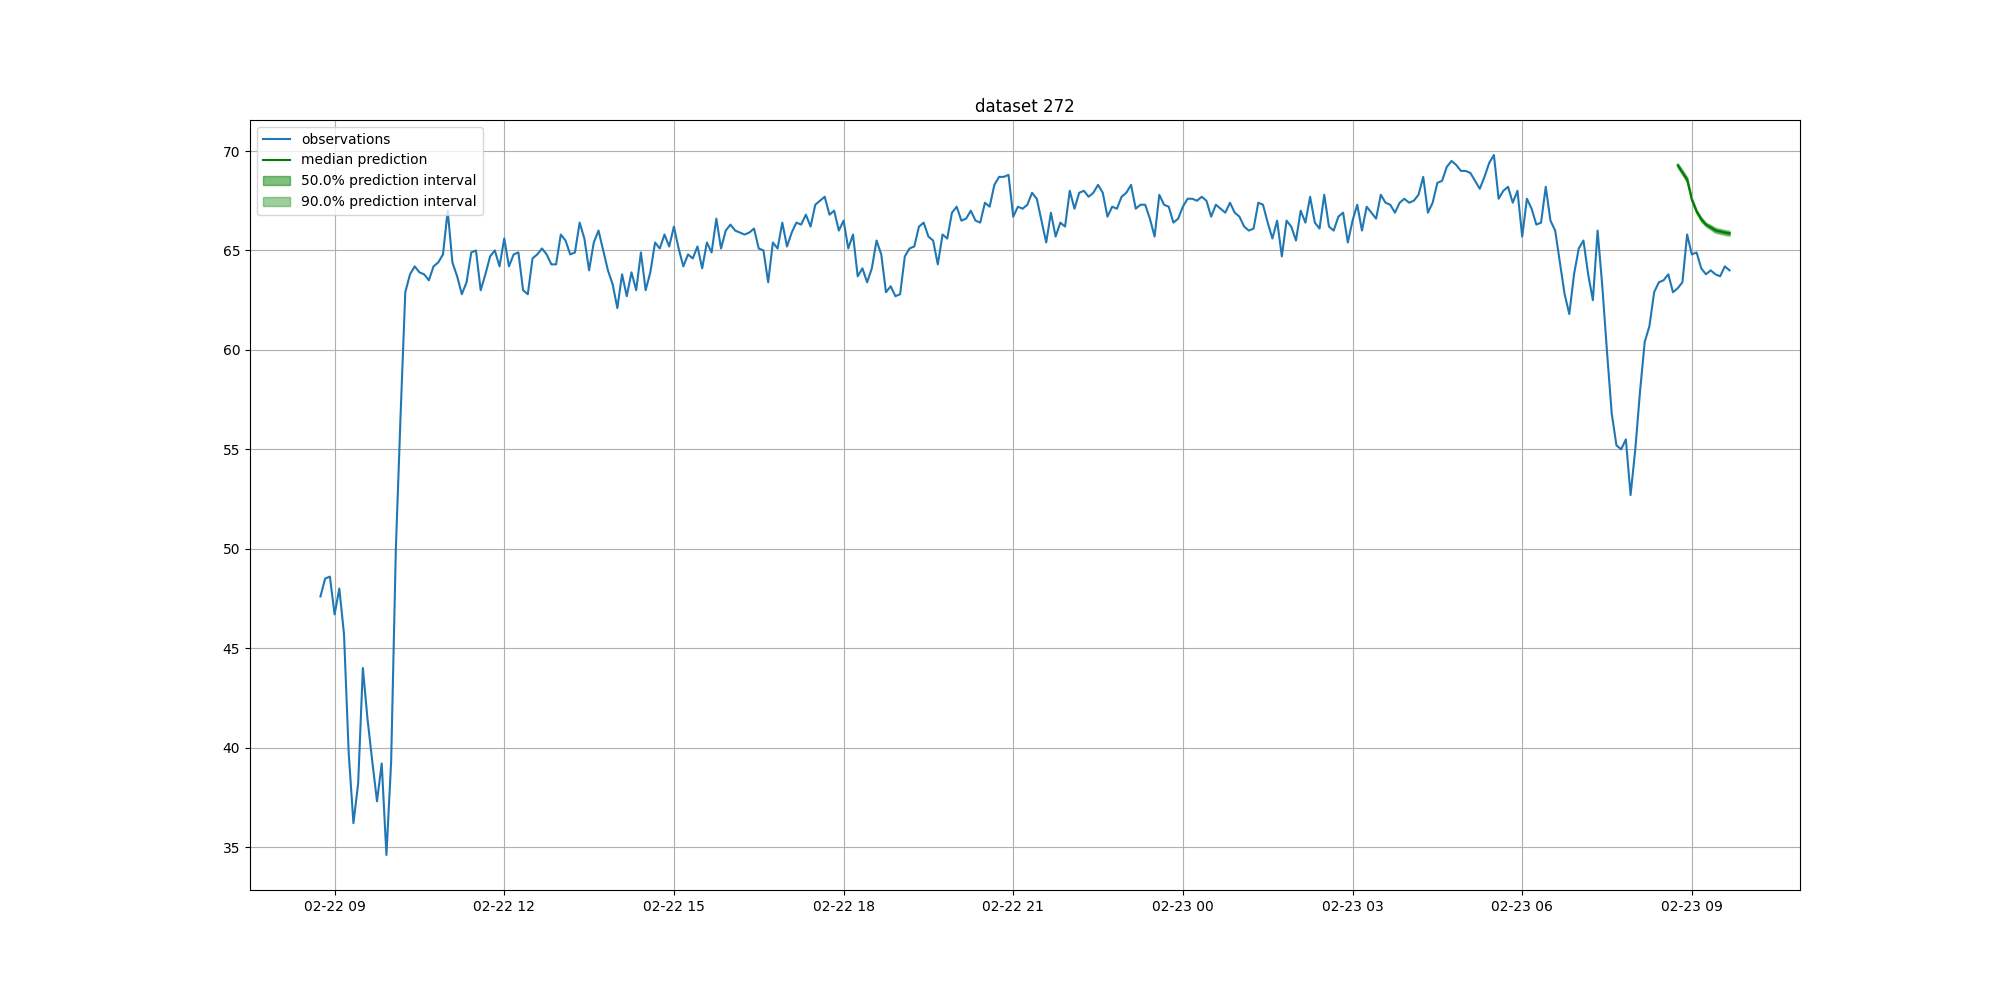 dataset 272
observations
median prediction
50.0% prediction interval
90.0% prediction interval
70
65
60
55
50
45
40
35
02-22 09 02-22 12 02-22 15 02-22 18 02-22 21 02-23 00 02-23 03 02-23 06 02-23 09